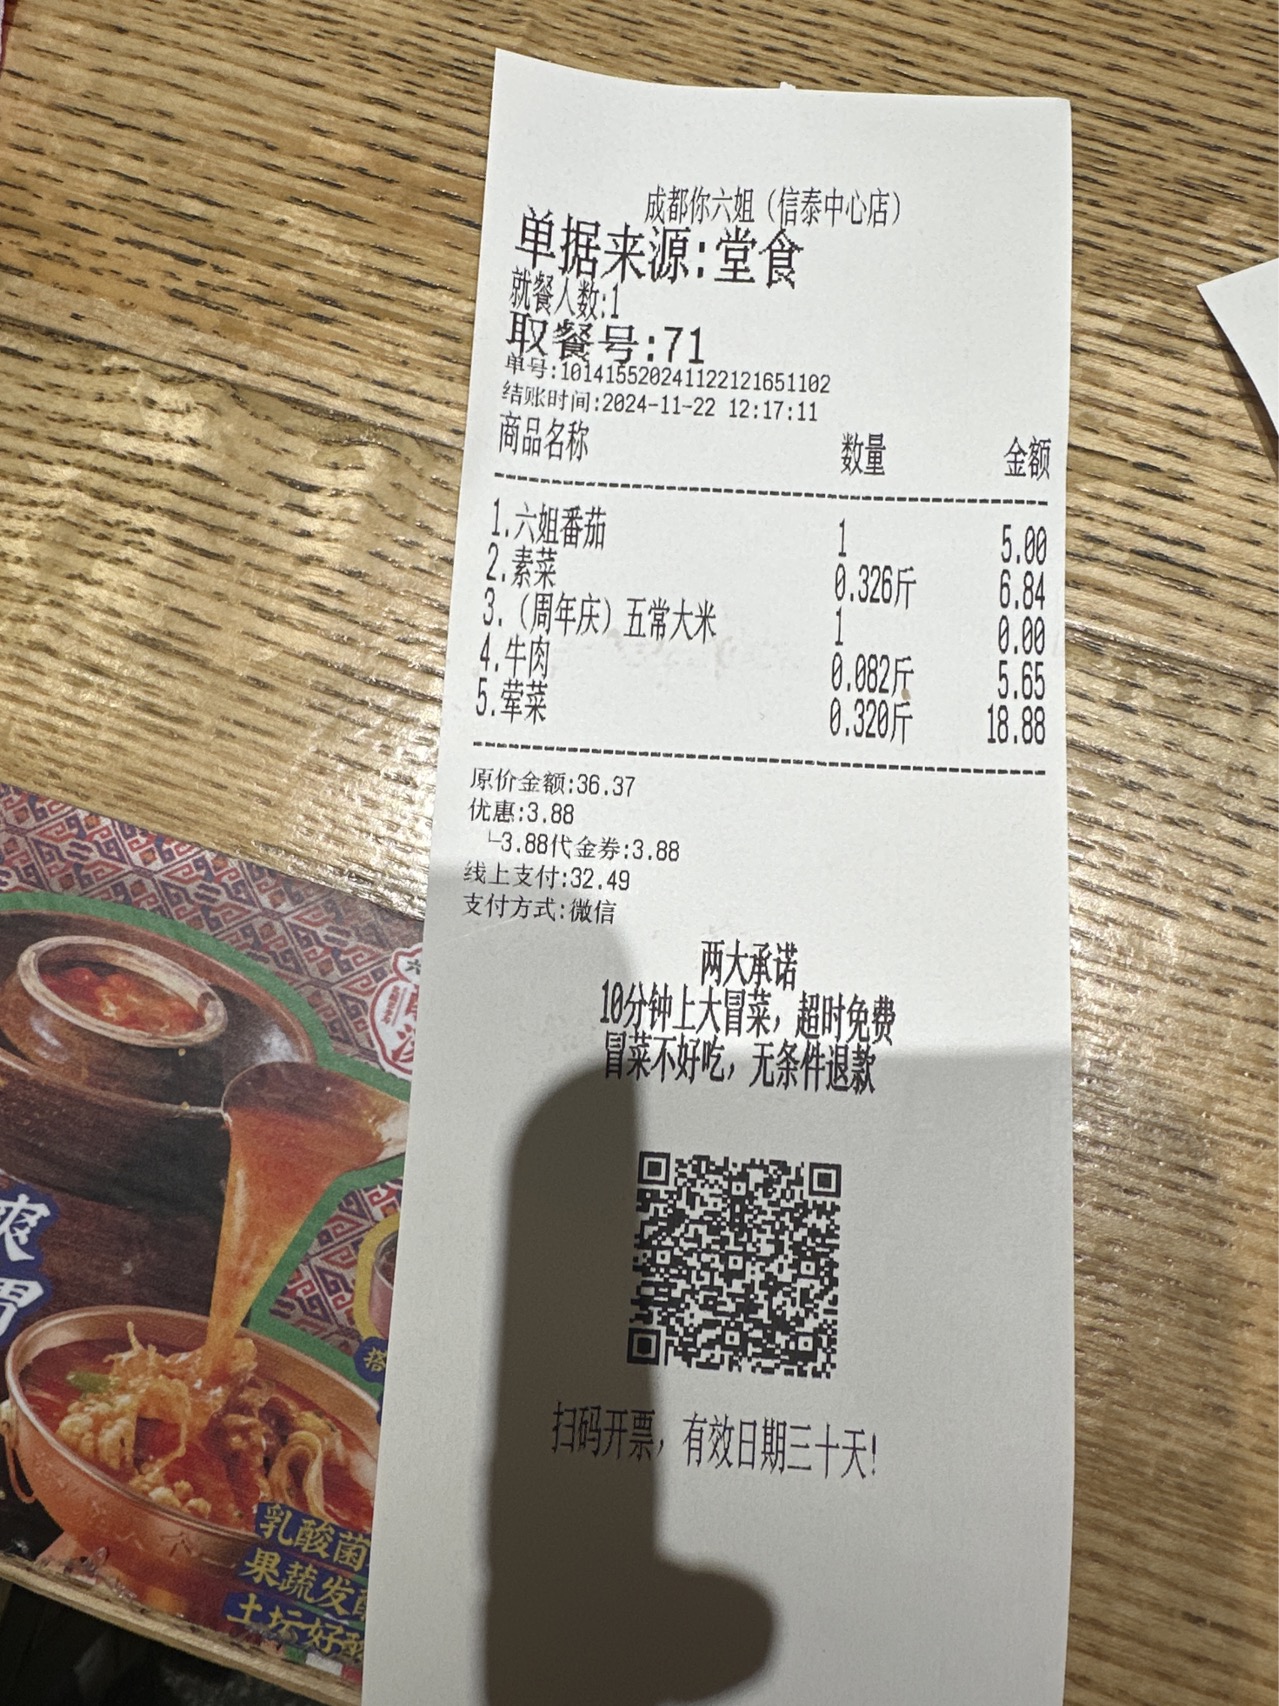 成都你六姐（信泰中心店）
单据来源:堂食
就餐人数:1
取餐号:71
单号:101415520241122121651102
结账时间:2024-11-22 12:17:11
商品名称 数量 金额
1.六姐番茄 1 5.00
2.素菜 0.326斤 6.84
3.（周年庆）五常大米 1 0.00
4.牛肉 0.082斤 5.65
5.荤菜 0.320斤 18.88
原价金额:36.37
优惠:3.88
└3.88代金券:3.88
线上支付:32.49
支付方式:微信
两大承诺
10分钟上大冒菜，超时免费
冒菜不好吃，无条件退款
扫码开票，有效日期三十天!
爽
胃
搭
乳酸菌
果蔬发酵
土坛好